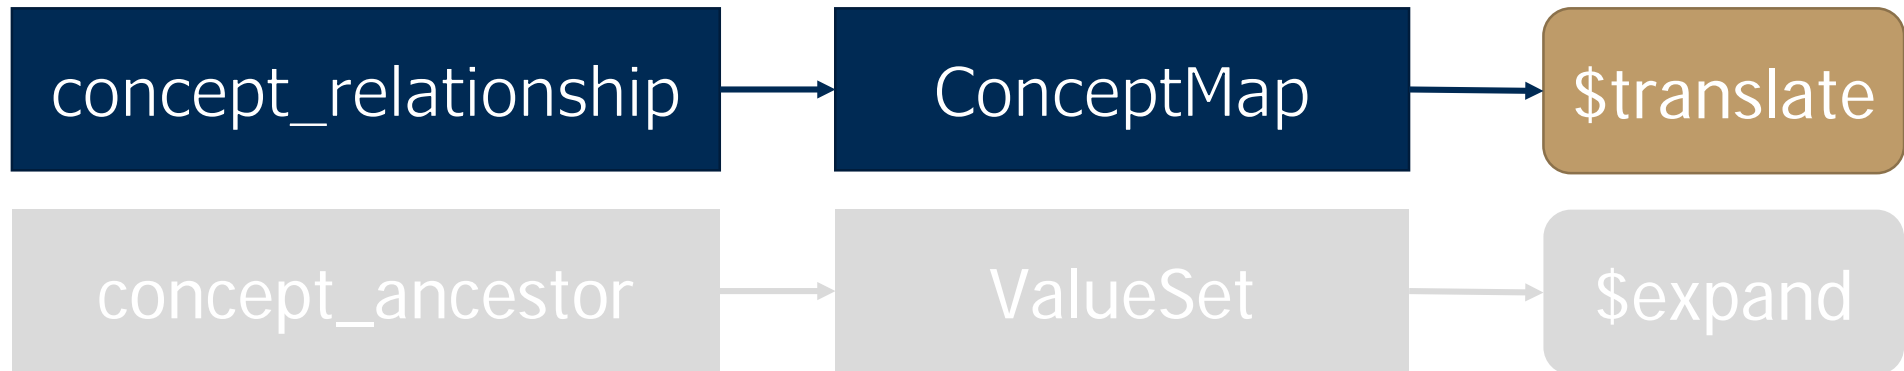 concept_relationship
ConceptMap
$translate
concept_ancestor
ValueSet
$expand